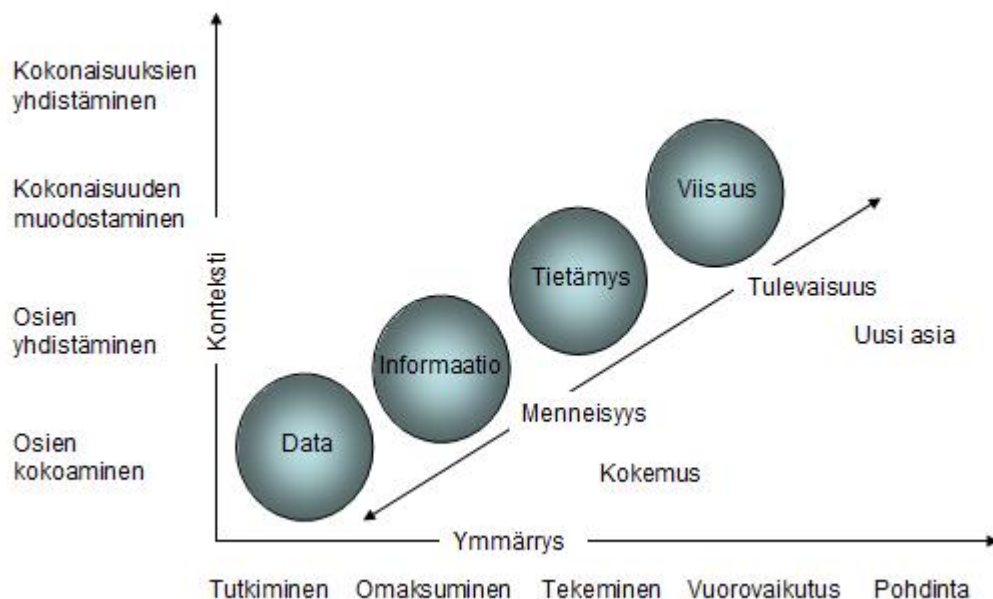 Kokonaisuuksien
yhdistäminen
Kokonaisuuden
muodostaminen
Osien
yhdistäminen
Osien
kokoaminen
Konteksti
Viisaus
Tietämys
Informaatio
Data
Tulevaisuus
Uusi asia
Menneisyys
Kokemus
Ymmärrys
Tutkiminen Omaksuminen Tekeminen Vuorovaikutus Pohdinta